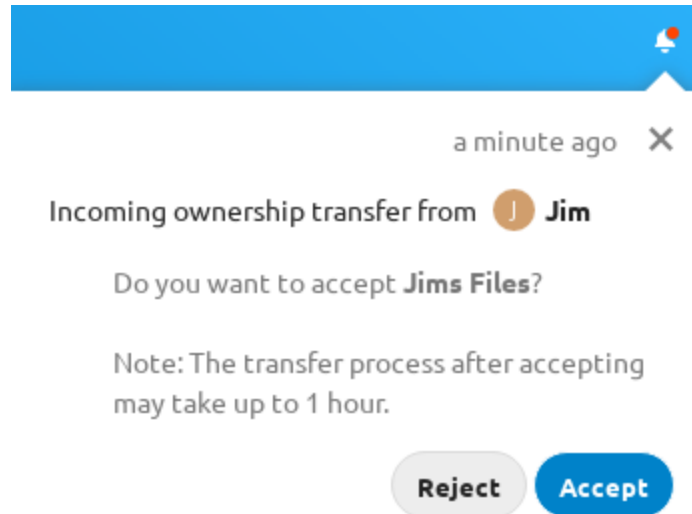 a minute ago
Incoming ownership transfer from J Jim
Do you want to accept Jims Files?
Note: The transfer process after accepting
may take up to 1 hour.
Reject Accept